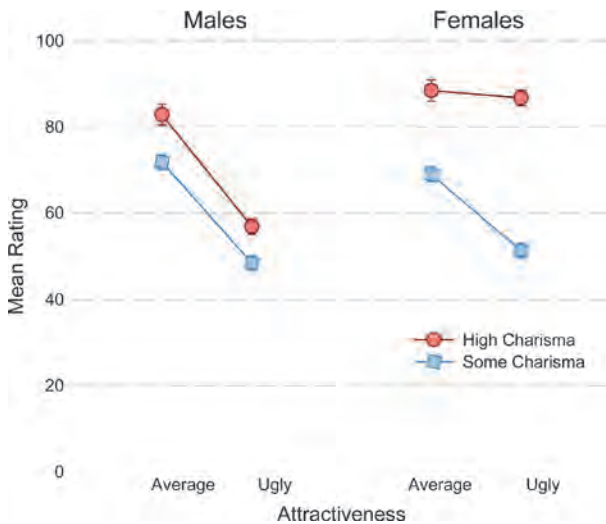 Males Females
100
80
60
40
20
0
Mean Rating
High Charisma
Some Charisma
Average Ugly Average Ugly
Attractiveness